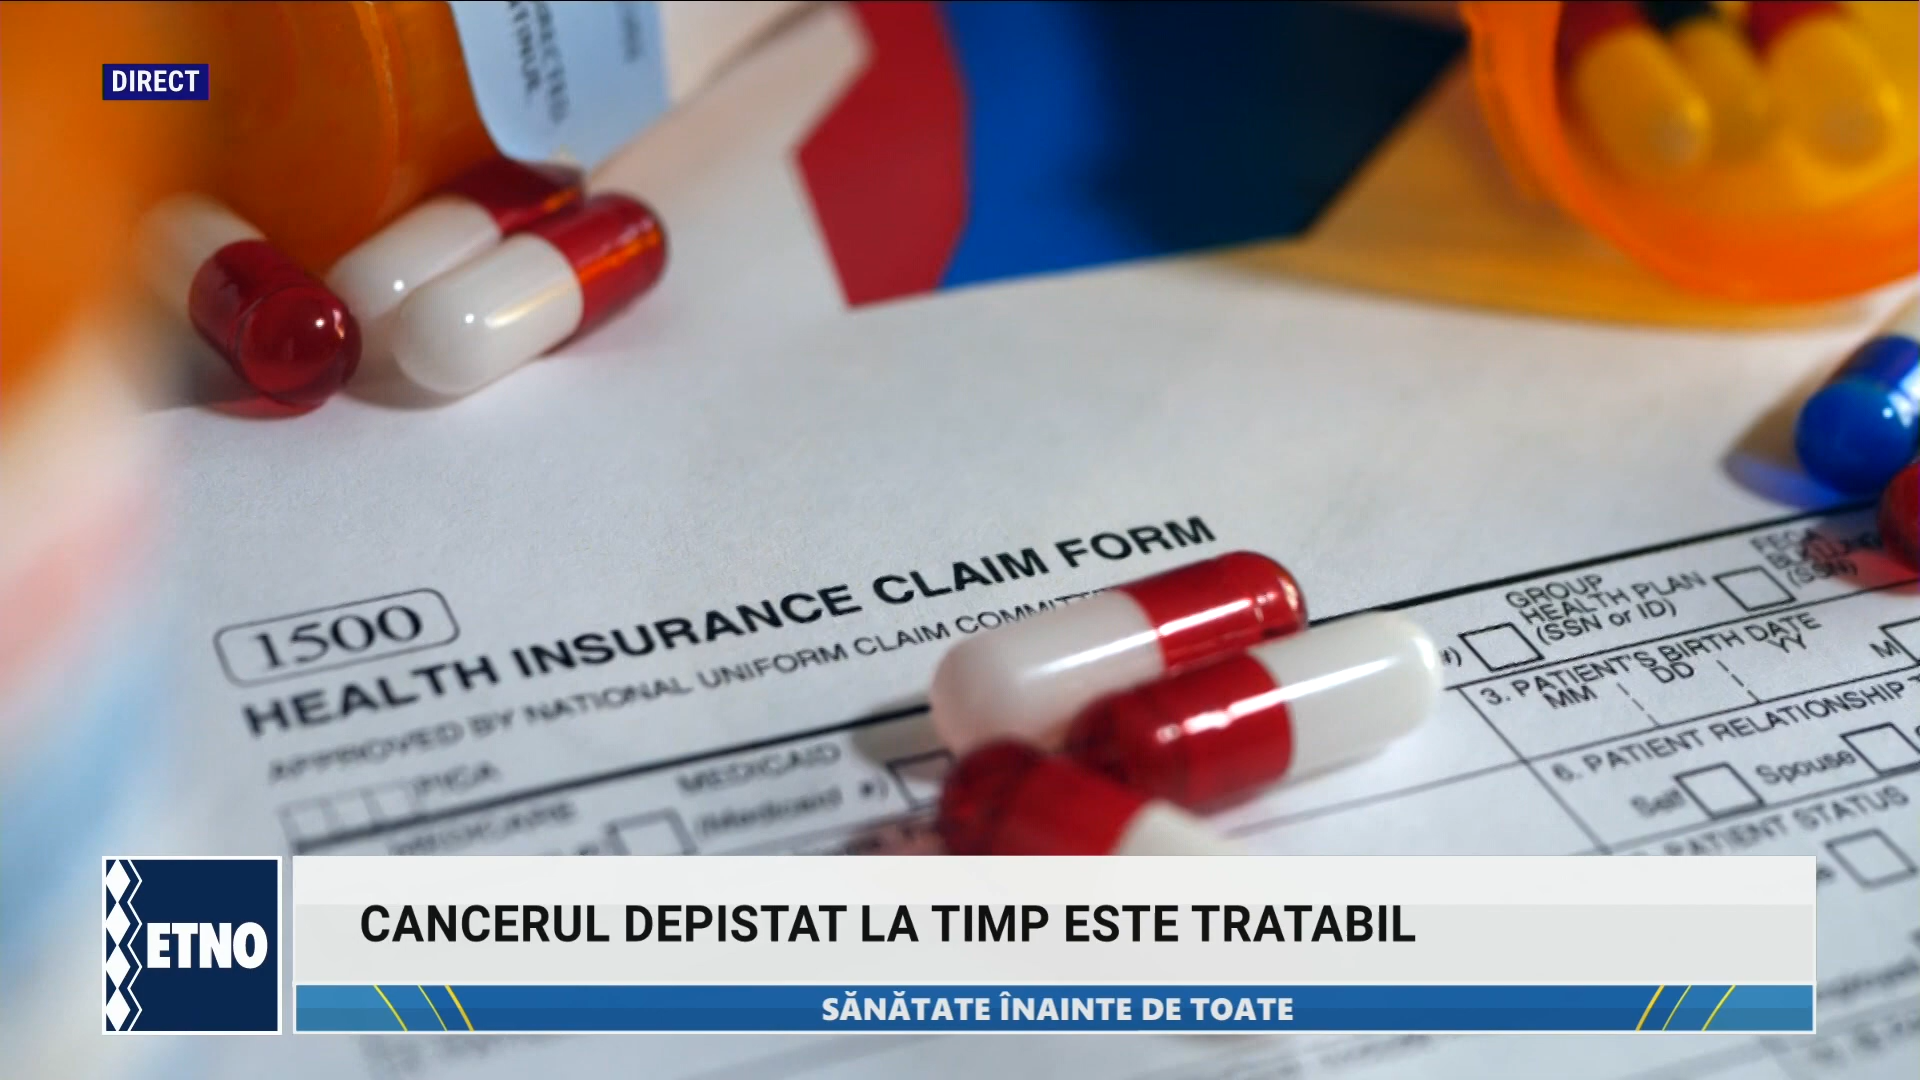 DIRECT
1500
HEALTH INSURANCE CLAIM FORM
APPROVED BY NATIONAL UNIFORM CLAIM
PICA
MEDICARE
MEDICAID
(Medicaid #)
GROUP
HEALTH PLAN
(SSN or ID)
(SSN)
3. PATIENT'S BIRTH DATE
MM DD YY
M
6. PATIENT RELATIONSHIP
Self Spouse
PATIENT STATUS
ETNO
CANCERUL DEPISTAT LA TIMP ESTE TRATABIL
SĂNĂTATE ÎNAINTE DE TOATE